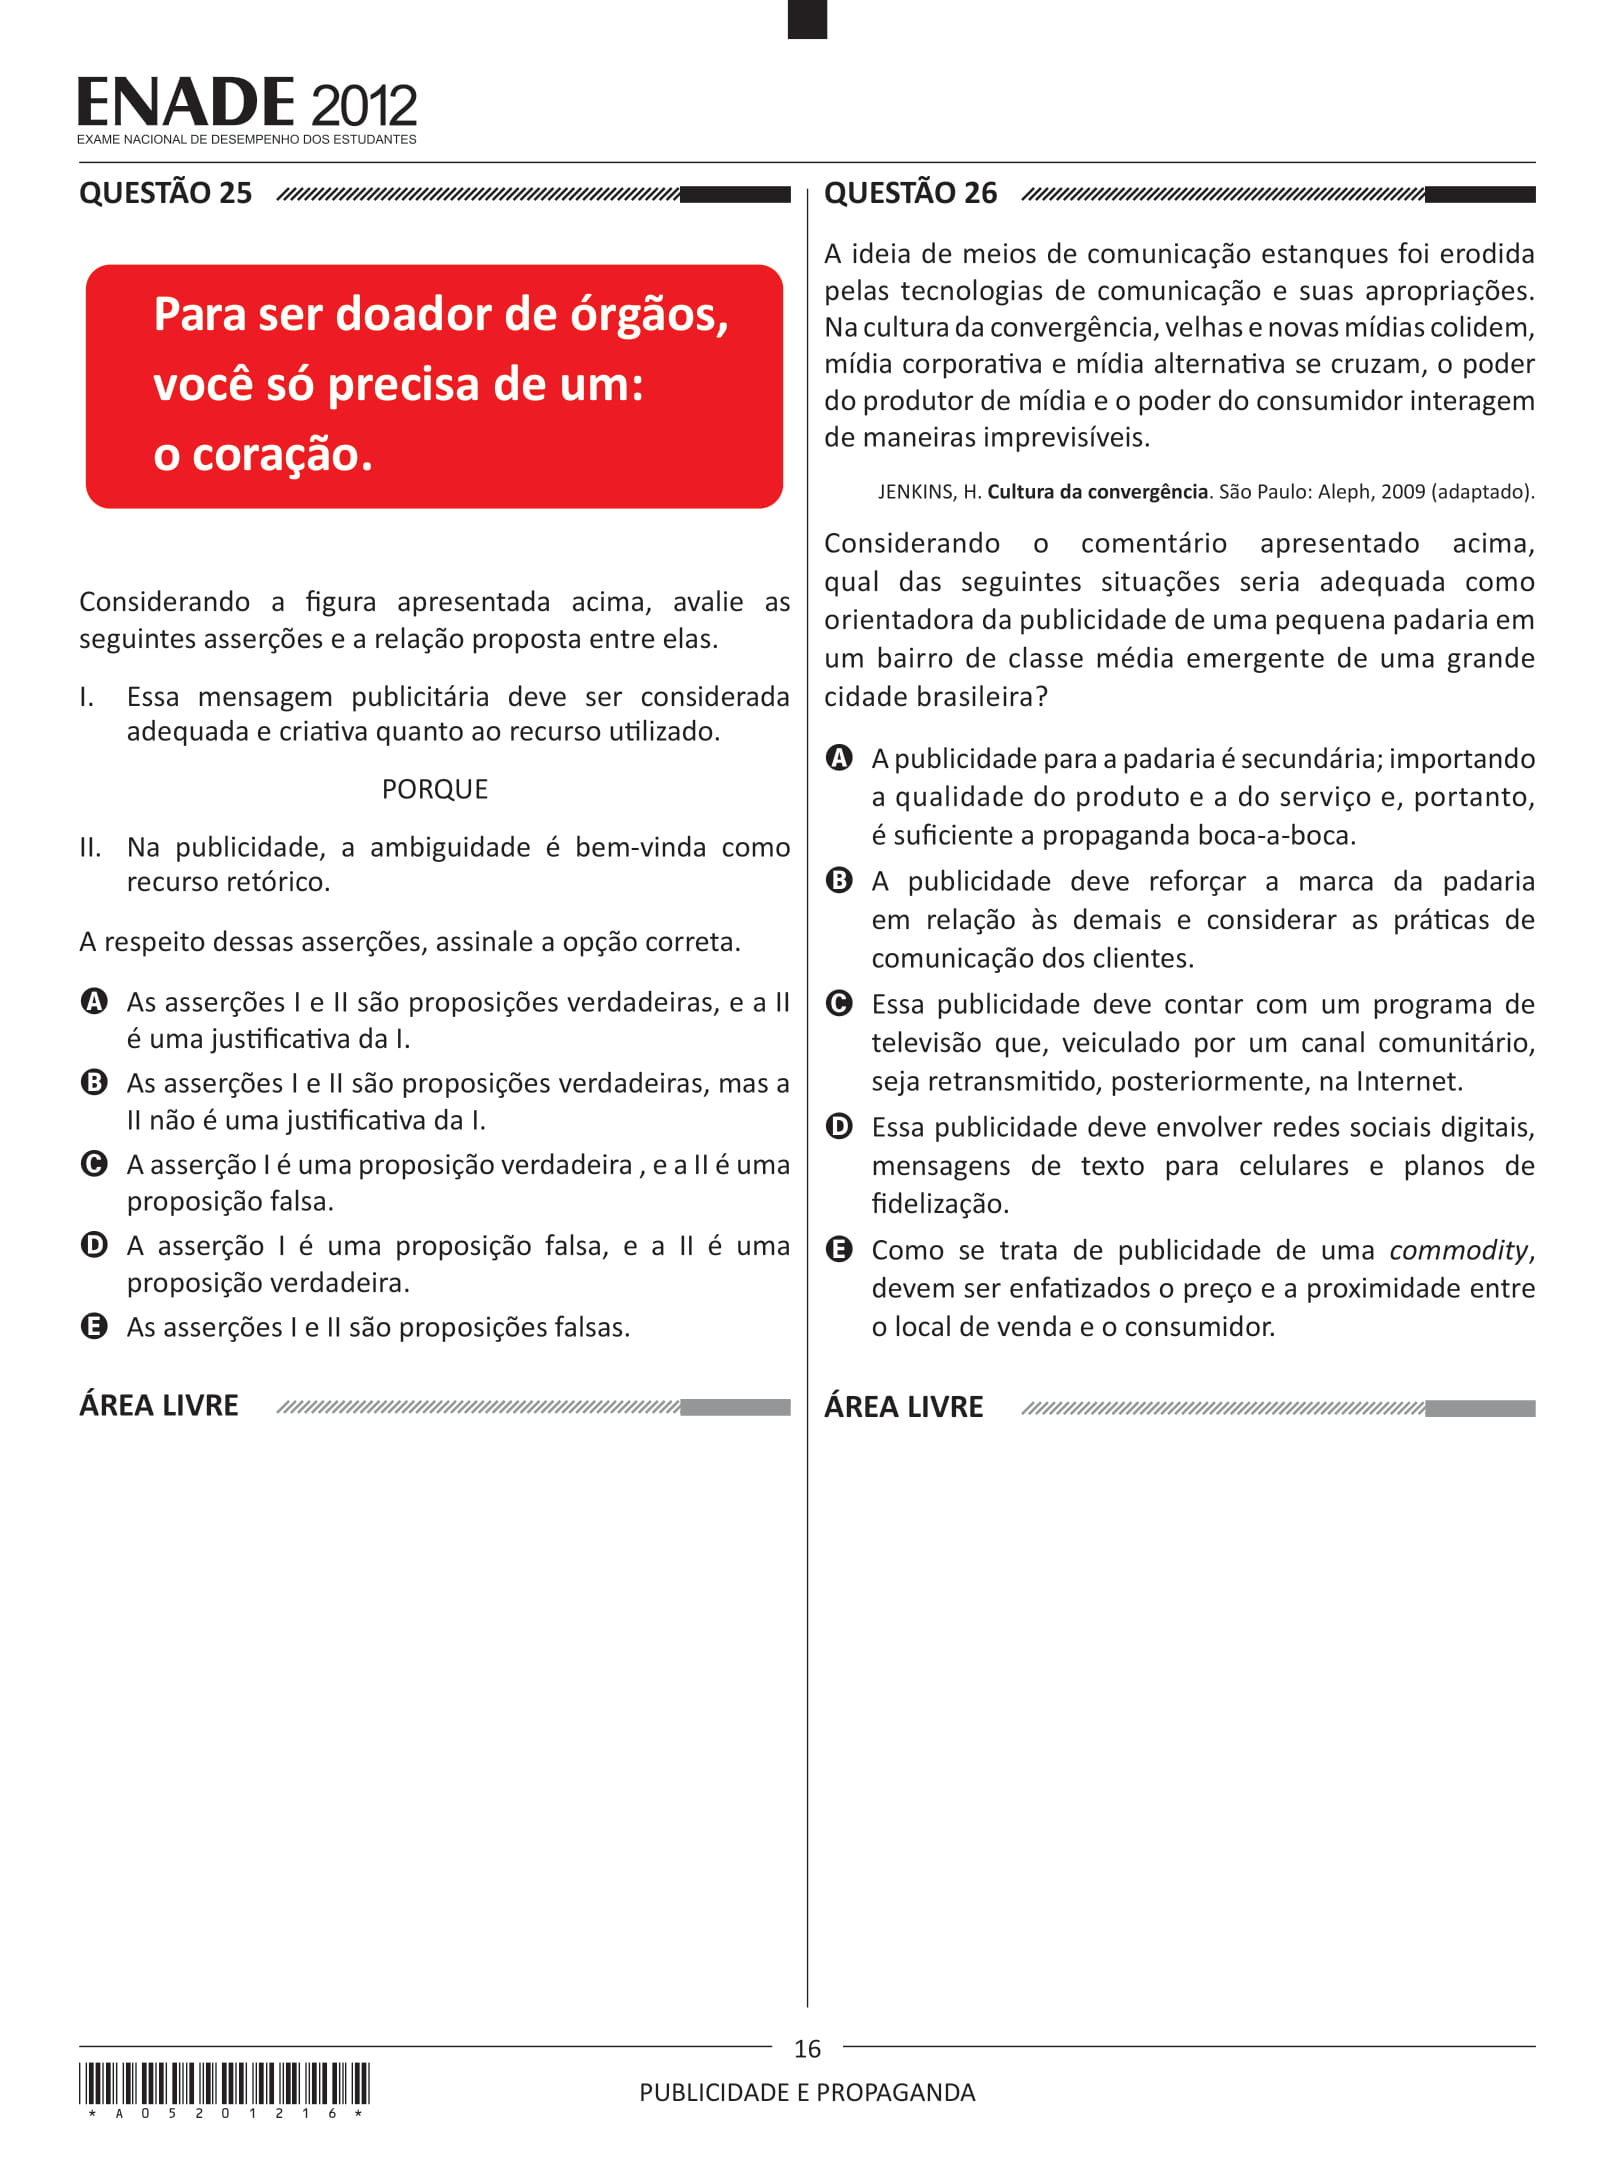 ENADE 2012
EXAME NACIONAL DE DESEMPENHO DOS ESTUDANTES
QUESTÃO 25
Para ser doador de órgãos,
você só precisa de um:
o coração.
Considerando a figura apresentada acima, avalie as
seguintes asserções e a relação proposta entre elas.
I. Essa mensagem publicitária deve ser considerada
adequada e criativa quanto ao recurso utilizado.
PORQUE
II. Na publicidade, a ambiguidade é bem-vinda como
recurso retórico.
A respeito dessas asserções, assinale a opção correta.
A As asserções I e II são proposições verdadeiras, e a II
é uma justificativa da I.
B As asserções I e II são proposições verdadeiras, mas a
II não é uma justificativa da I.
C A asserção I é uma proposição verdadeira , e a II é uma
proposição falsa.
D A asserção I é uma proposição falsa, e a II é uma
proposição verdadeira.
E As asserções I e II são proposições falsas.
ÁREA LIVRE
QUESTÃO 26
A ideia de meios de comunicação estanques foi erodida
pelas tecnologias de comunicação e suas apropriações.
Na cultura da convergência, velhas e novas mídias colidem,
mídia corporativa e mídia alternativa se cruzam, o poder
do produtor de mídia e o poder do consumidor interagem
de maneiras imprevisíveis.
JENKINS, H. Cultura da convergência. São Paulo: Aleph, 2009 (adaptado).
Considerando o comentário apresentado acima,
qual das seguintes situações seria adequada como
orientadora da publicidade de uma pequena padaria em
um bairro de classe média emergente de uma grande
cidade brasileira?
A A publicidade para a padaria é secundária; importando
a qualidade do produto e a do serviço e, portanto,
é suficiente a propaganda boca-a-boca.
B A publicidade deve reforçar a marca da padaria
em relação às demais e considerar as práticas de
comunicação dos clientes.
C Essa publicidade deve contar com um programa de
televisão que, veiculado por um canal comunitário,
seja retransmitido, posteriormente, na Internet.
D Essa publicidade deve envolver redes sociais digitais,
mensagens de texto para celulares e planos de
fidelização.
E Como se trata de publicidade de uma commodity,
devem ser enfatizados o preço e a proximidade entre
o local de venda e o consumidor.
ÁREA LIVRE
16
PUBLICIDADE E PROPAGANDA
* A 0 5 2 0 1 2 1 6 *